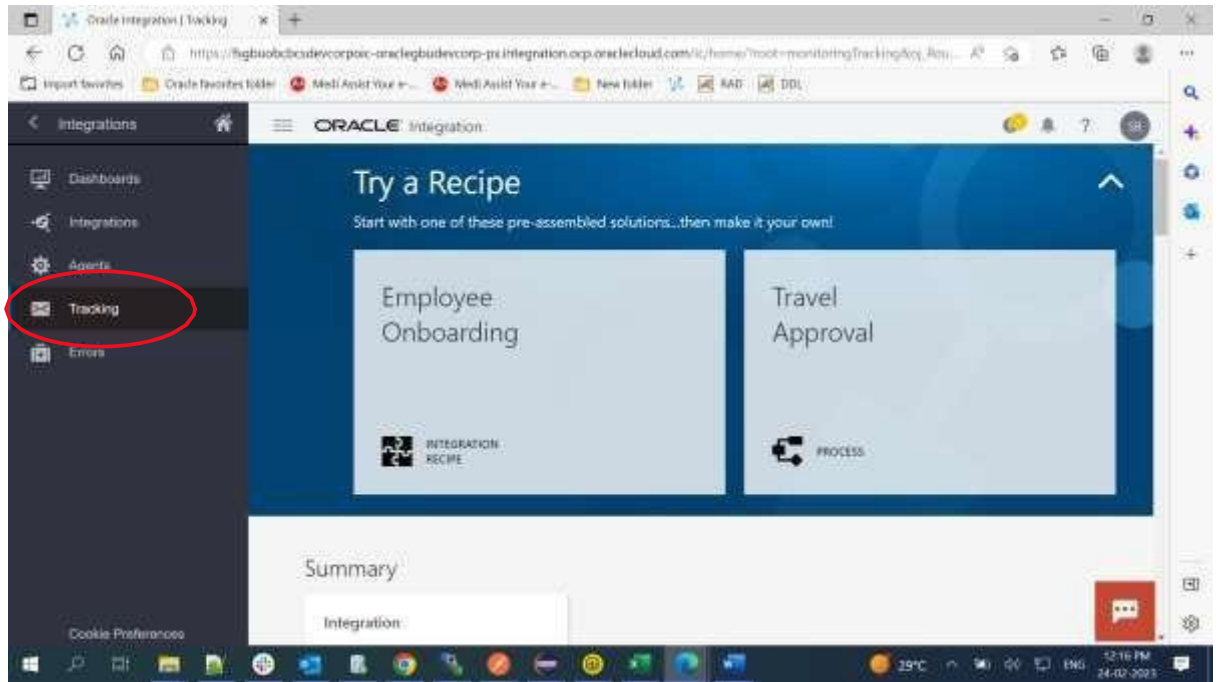 Oracle Integration | Tracking
Import favorites Oracle favorites folder Medi Assist Your e-... Medi Assist Your e-... New folder RAD DDL
Integrations ORACLE Integration ? SB
Dashboards
Integrations
Agents
Tracking
Errors
Cookie Preferences
Try a Recipe
Start with one of these pre-assembled solutions...then make it your own!
Employee
Onboarding
INTEGRATION
RECIPE
Travel
Approval
PROCESS
Summary
Integration
29°C ENG 12:16 PM
24-02-2023